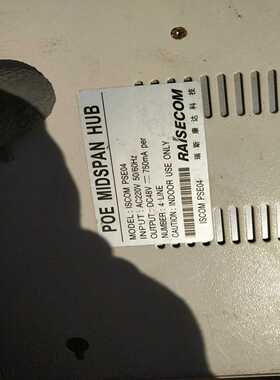 POE MIDSPAN HUB
MODEL: ISCOM PSE04
INPUT: AC220V 50/60Hz
OUTPUT: DC48V ⎓ 750mA per
NUMBER: 4-LINE
CAUTION: INDOOR USE ONLY
RAISECOM
瑞斯康达科技
ISCOM PSE04